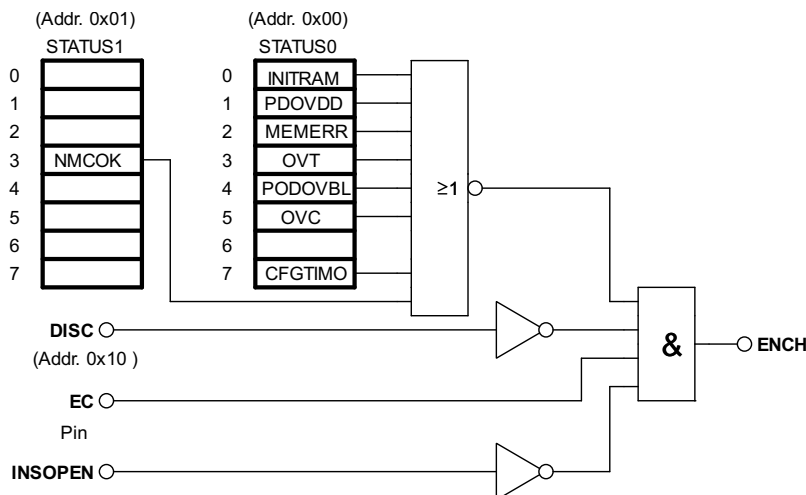 (Addr. 0x01) (Addr. 0x00)
STATUS1 STATUS0
0 0 INITRAM
1 1 PDOVDD
2 2 MEMERR
3 NMCOK 3 OVT
4 4 PODOVBL ≥1
5 5 OVC
6 6
7 7 CFGTIMO
DISC & ENCH
(Addr. 0x10 )
EC
Pin
INSOPEN